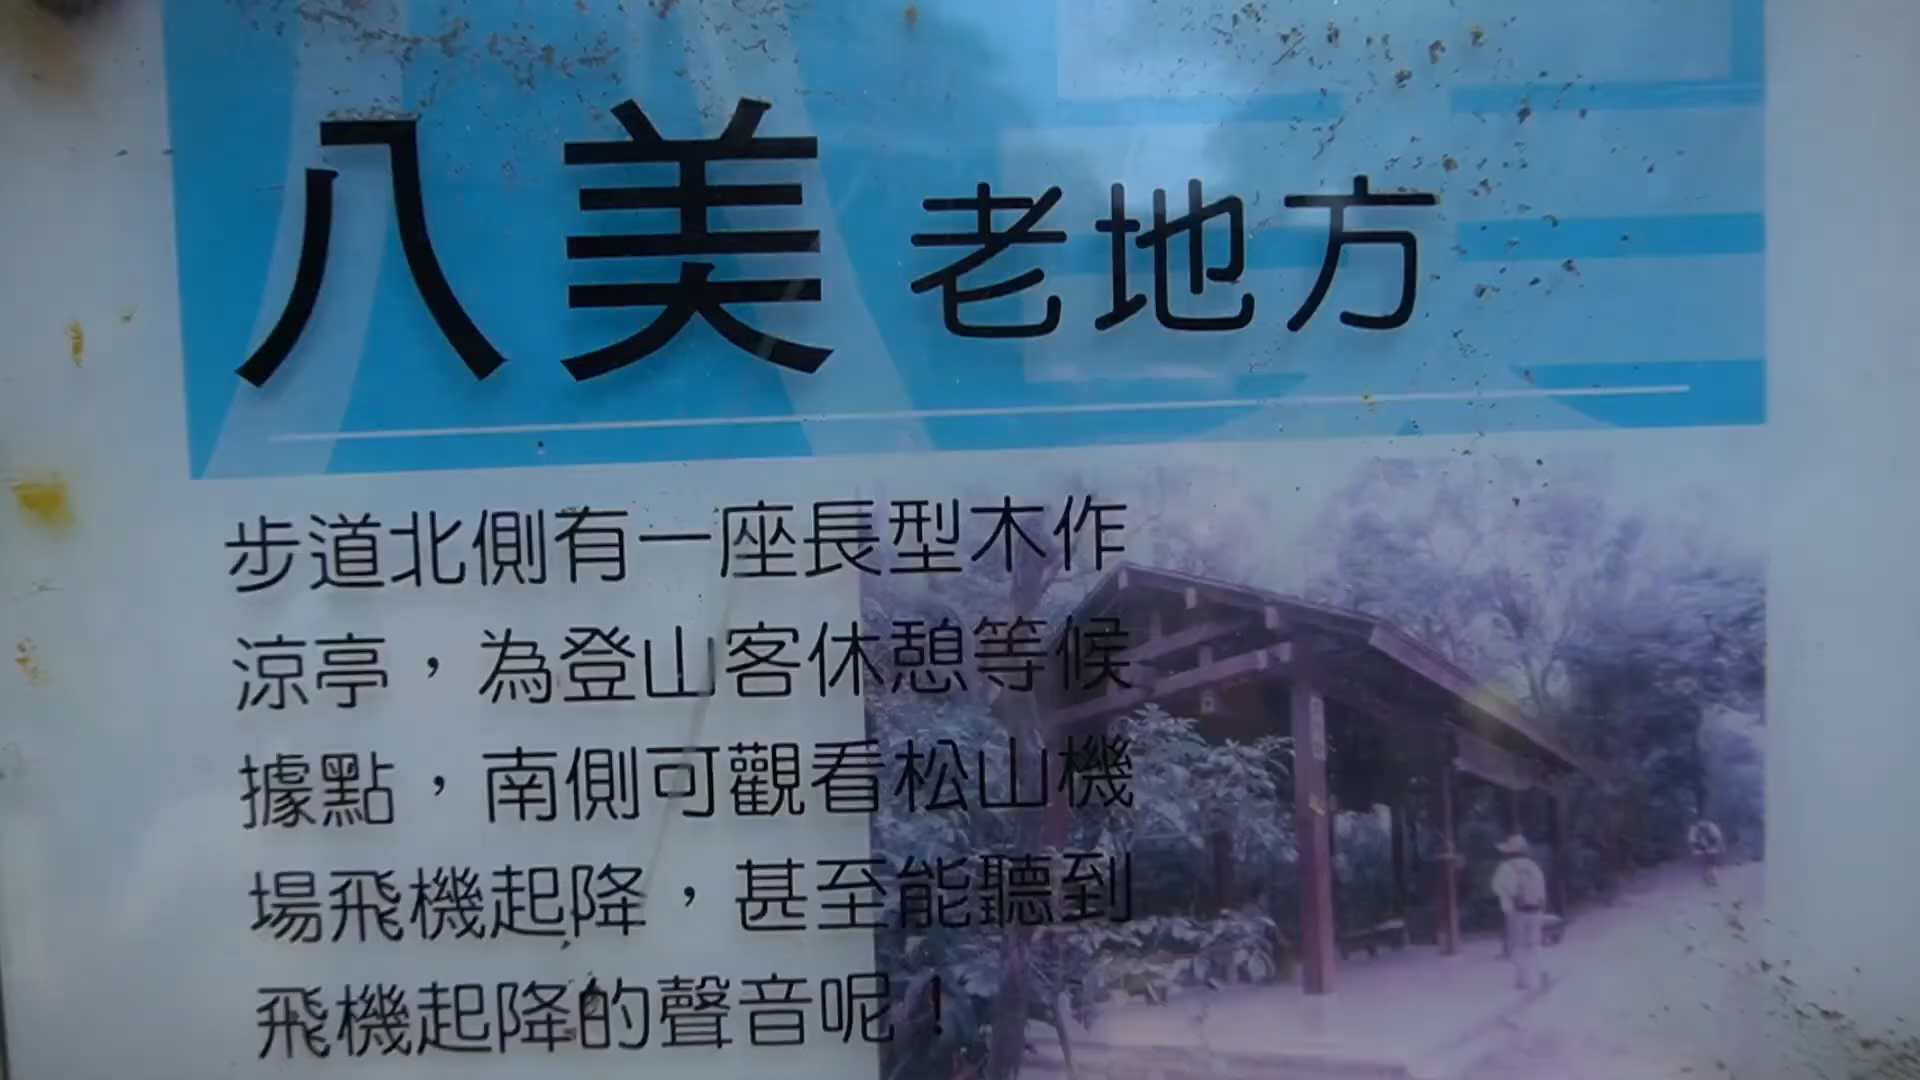 八美 老地方
步道北側有一座長型木作
涼亭，為登山客休憩等候
據點，南側可觀看松山機
場飛機起降，甚至能聽到
飛機起降的聲音呢！